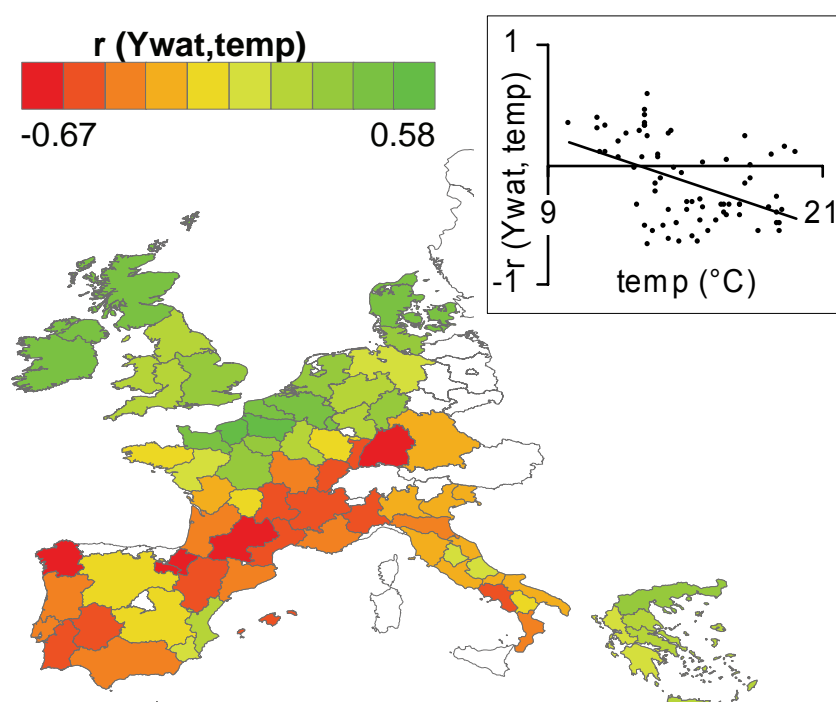 r (Ywat,temp)
-0.67 0.58
1
r (Ywat, temp)
9 21
-1
temp (°C)